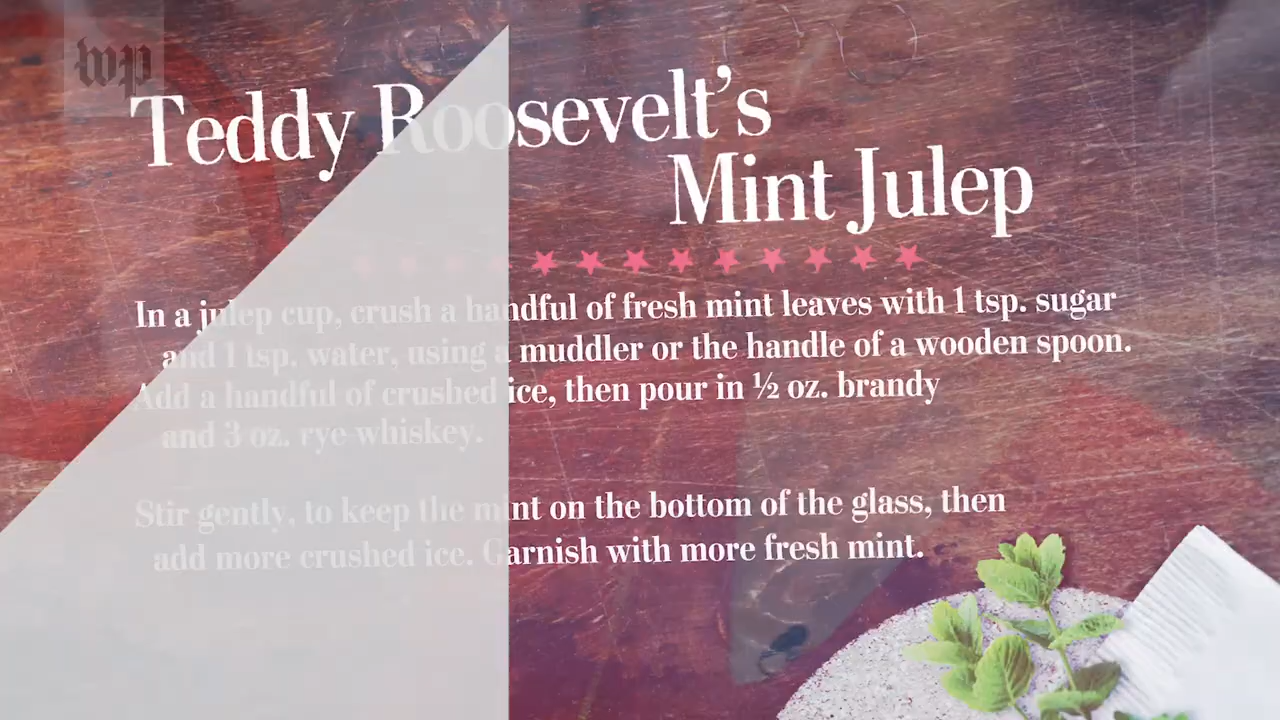 wp
Teddy Roosevelt's
Mint Julep
In a julep cup, crush a handful of fresh mint leaves with 1 tsp. sugar
and 1 tsp. water, using a muddler or the handle of a wooden spoon.
Add a handful of crushed ice, then pour in ½ oz. brandy
and 3 oz. rye whiskey.
Stir gently, to keep the mint on the bottom of the glass, then
add more crushed ice. Garnish with more fresh mint.